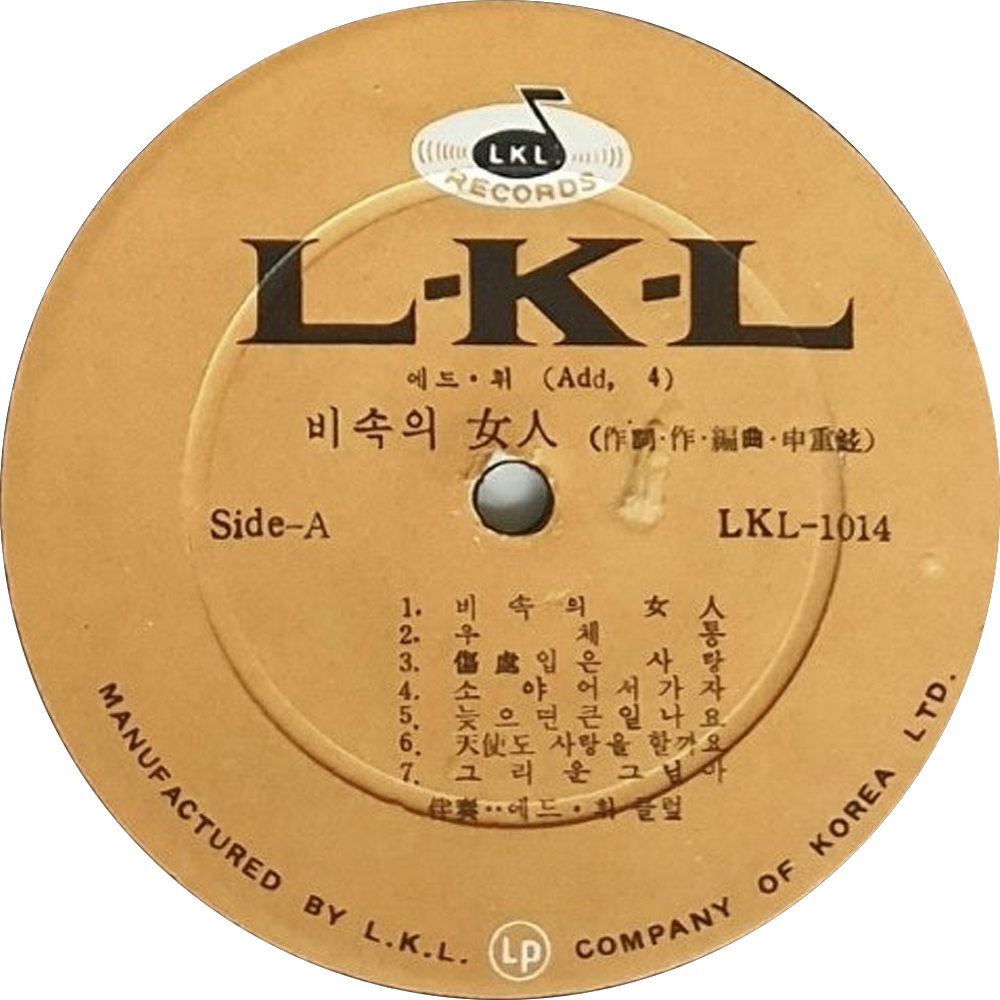 LKL
RECORDS
L-K-L
에드·훠 (Add, 4)
비속의 女人 (作詞·作·編曲·申重鉉)
Side-A LKL-1014
1. 비속의 女人
2. 우체통
3. 傷處입은 사랑
4. 소야어서가자
5. 늦으면큰일나요
6. 天使도 사랑을 할까요
7. 그리운그님아
伴奏··에드·훠 클럽
MANUFACTURED BY L.K.L. Lp COMPANY OF KOREA LTD.